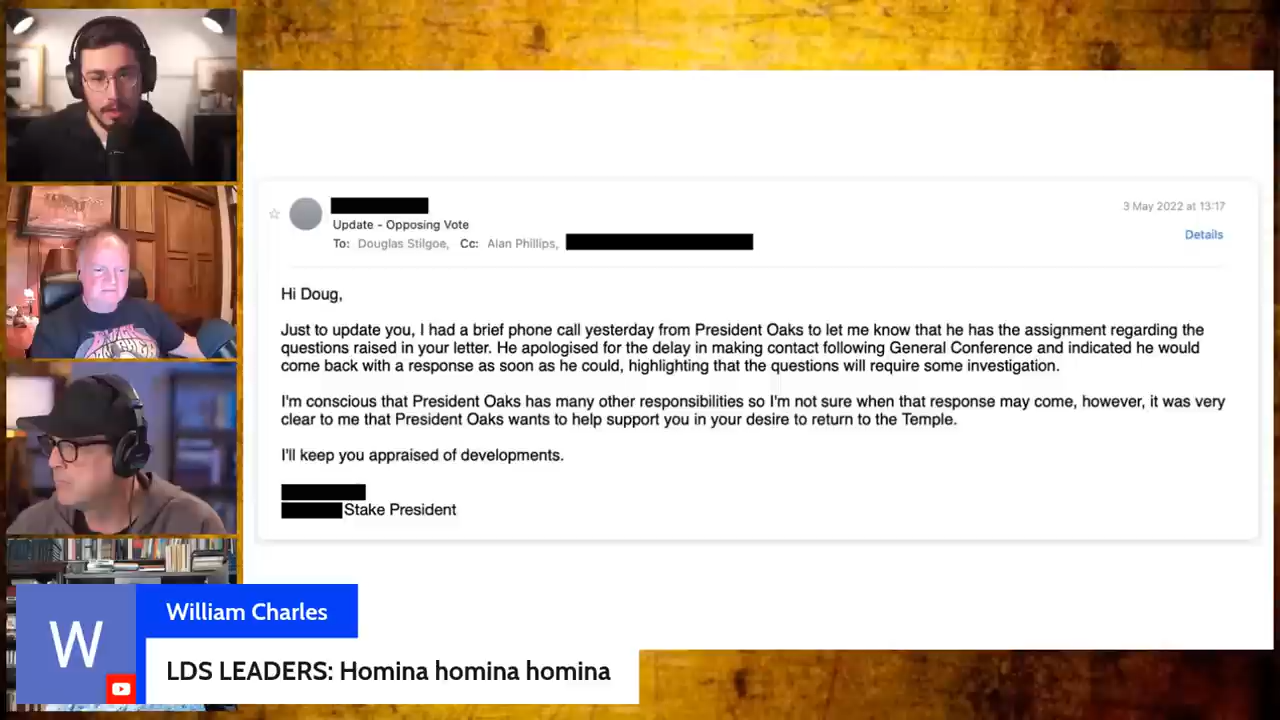 3 May 2022 at 13:17
Update - Opposing Vote
To: Douglas Stilgoe, Cc: Alan Phillips,
Details
Hi Doug,
Just to update you, I had a brief phone call yesterday from President Oaks to let me know that he has the assignment regarding the
questions raised in your letter. He apologised for the delay in making contact following General Conference and indicated he would
come back with a response as soon as he could, highlighting that the questions will require some investigation.
I'm conscious that President Oaks has many other responsibilities so I'm not sure when that response may come, however, it was very
clear to me that President Oaks wants to help support you in your desire to return to the Temple.
I'll keep you appraised of developments.
Stake President
W
William Charles
LDS LEADERS: Homina homina homina